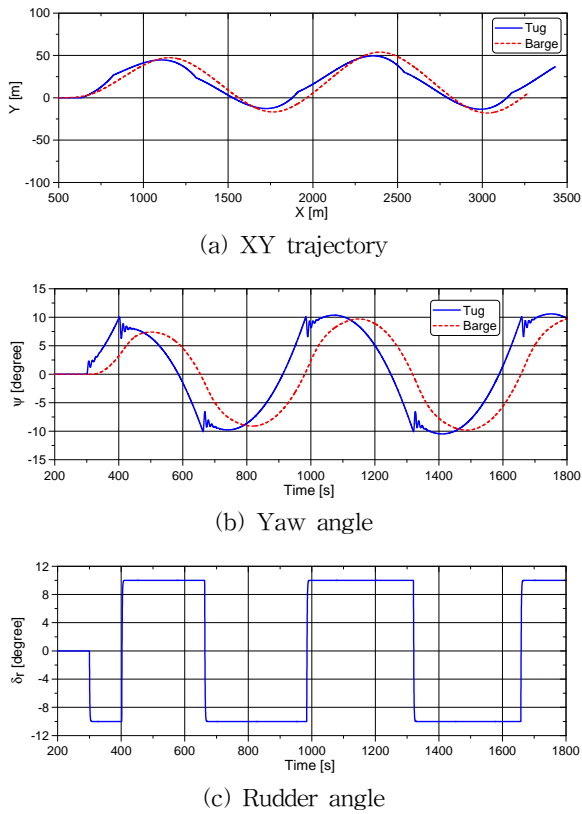 100
Tug
Barge
50
0
-50
-100
Y [m]
500 1000 1500 2000 2500 3000 3500
X [m]
(a) XY trajectory
15
Tug
Barge
10
5
0
-5
-10
-15
ψ [degree]
200 400 600 800 1000 1200 1400 1600 1800
Time [s]
(b) Yaw angle
12
8
4
0
-4
-8
-12
δr [degree]
200 400 600 800 1000 1200 1400 1600 1800
Time [s]
(c) Rudder angle